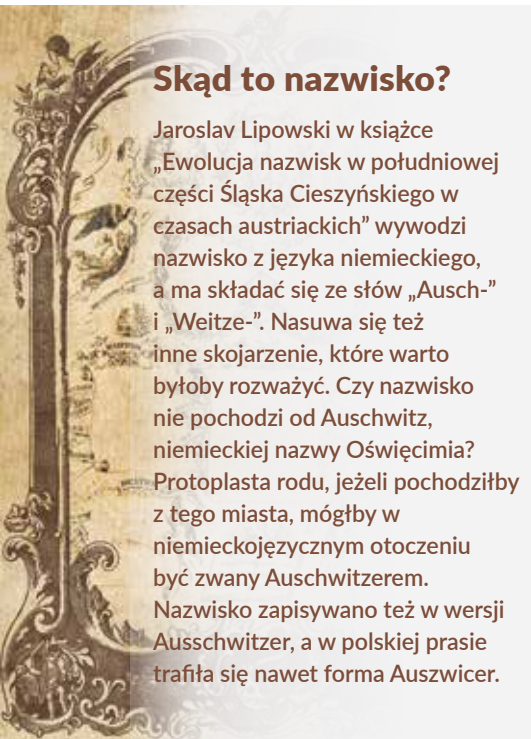 Skąd to nazwisko?
Jaroslav Lipowski w książce
„Ewolucja nazwisk w południowej
części Śląska Cieszyńskiego w
czasach austriackich” wywodzi
nazwisko z języka niemieckiego,
a ma składać się ze słów „Ausch-”
i „Weitze-”. Nasuwa się też
inne skojarzenie, które warto
byłoby rozważyć. Czy nazwisko
nie pochodzi od Auschwitz,
niemieckiej nazwy Oświęcimia?
Protoplasta rodu, jeżeli pochodziłby
z tego miasta, mógłby w
niemieckojęzycznym otoczeniu
być zwany Auschwitzerem.
Nazwisko zapisywano też w wersji
Ausschwitzer, a w polskiej prasie
trafiła się nawet forma Auszwicer.